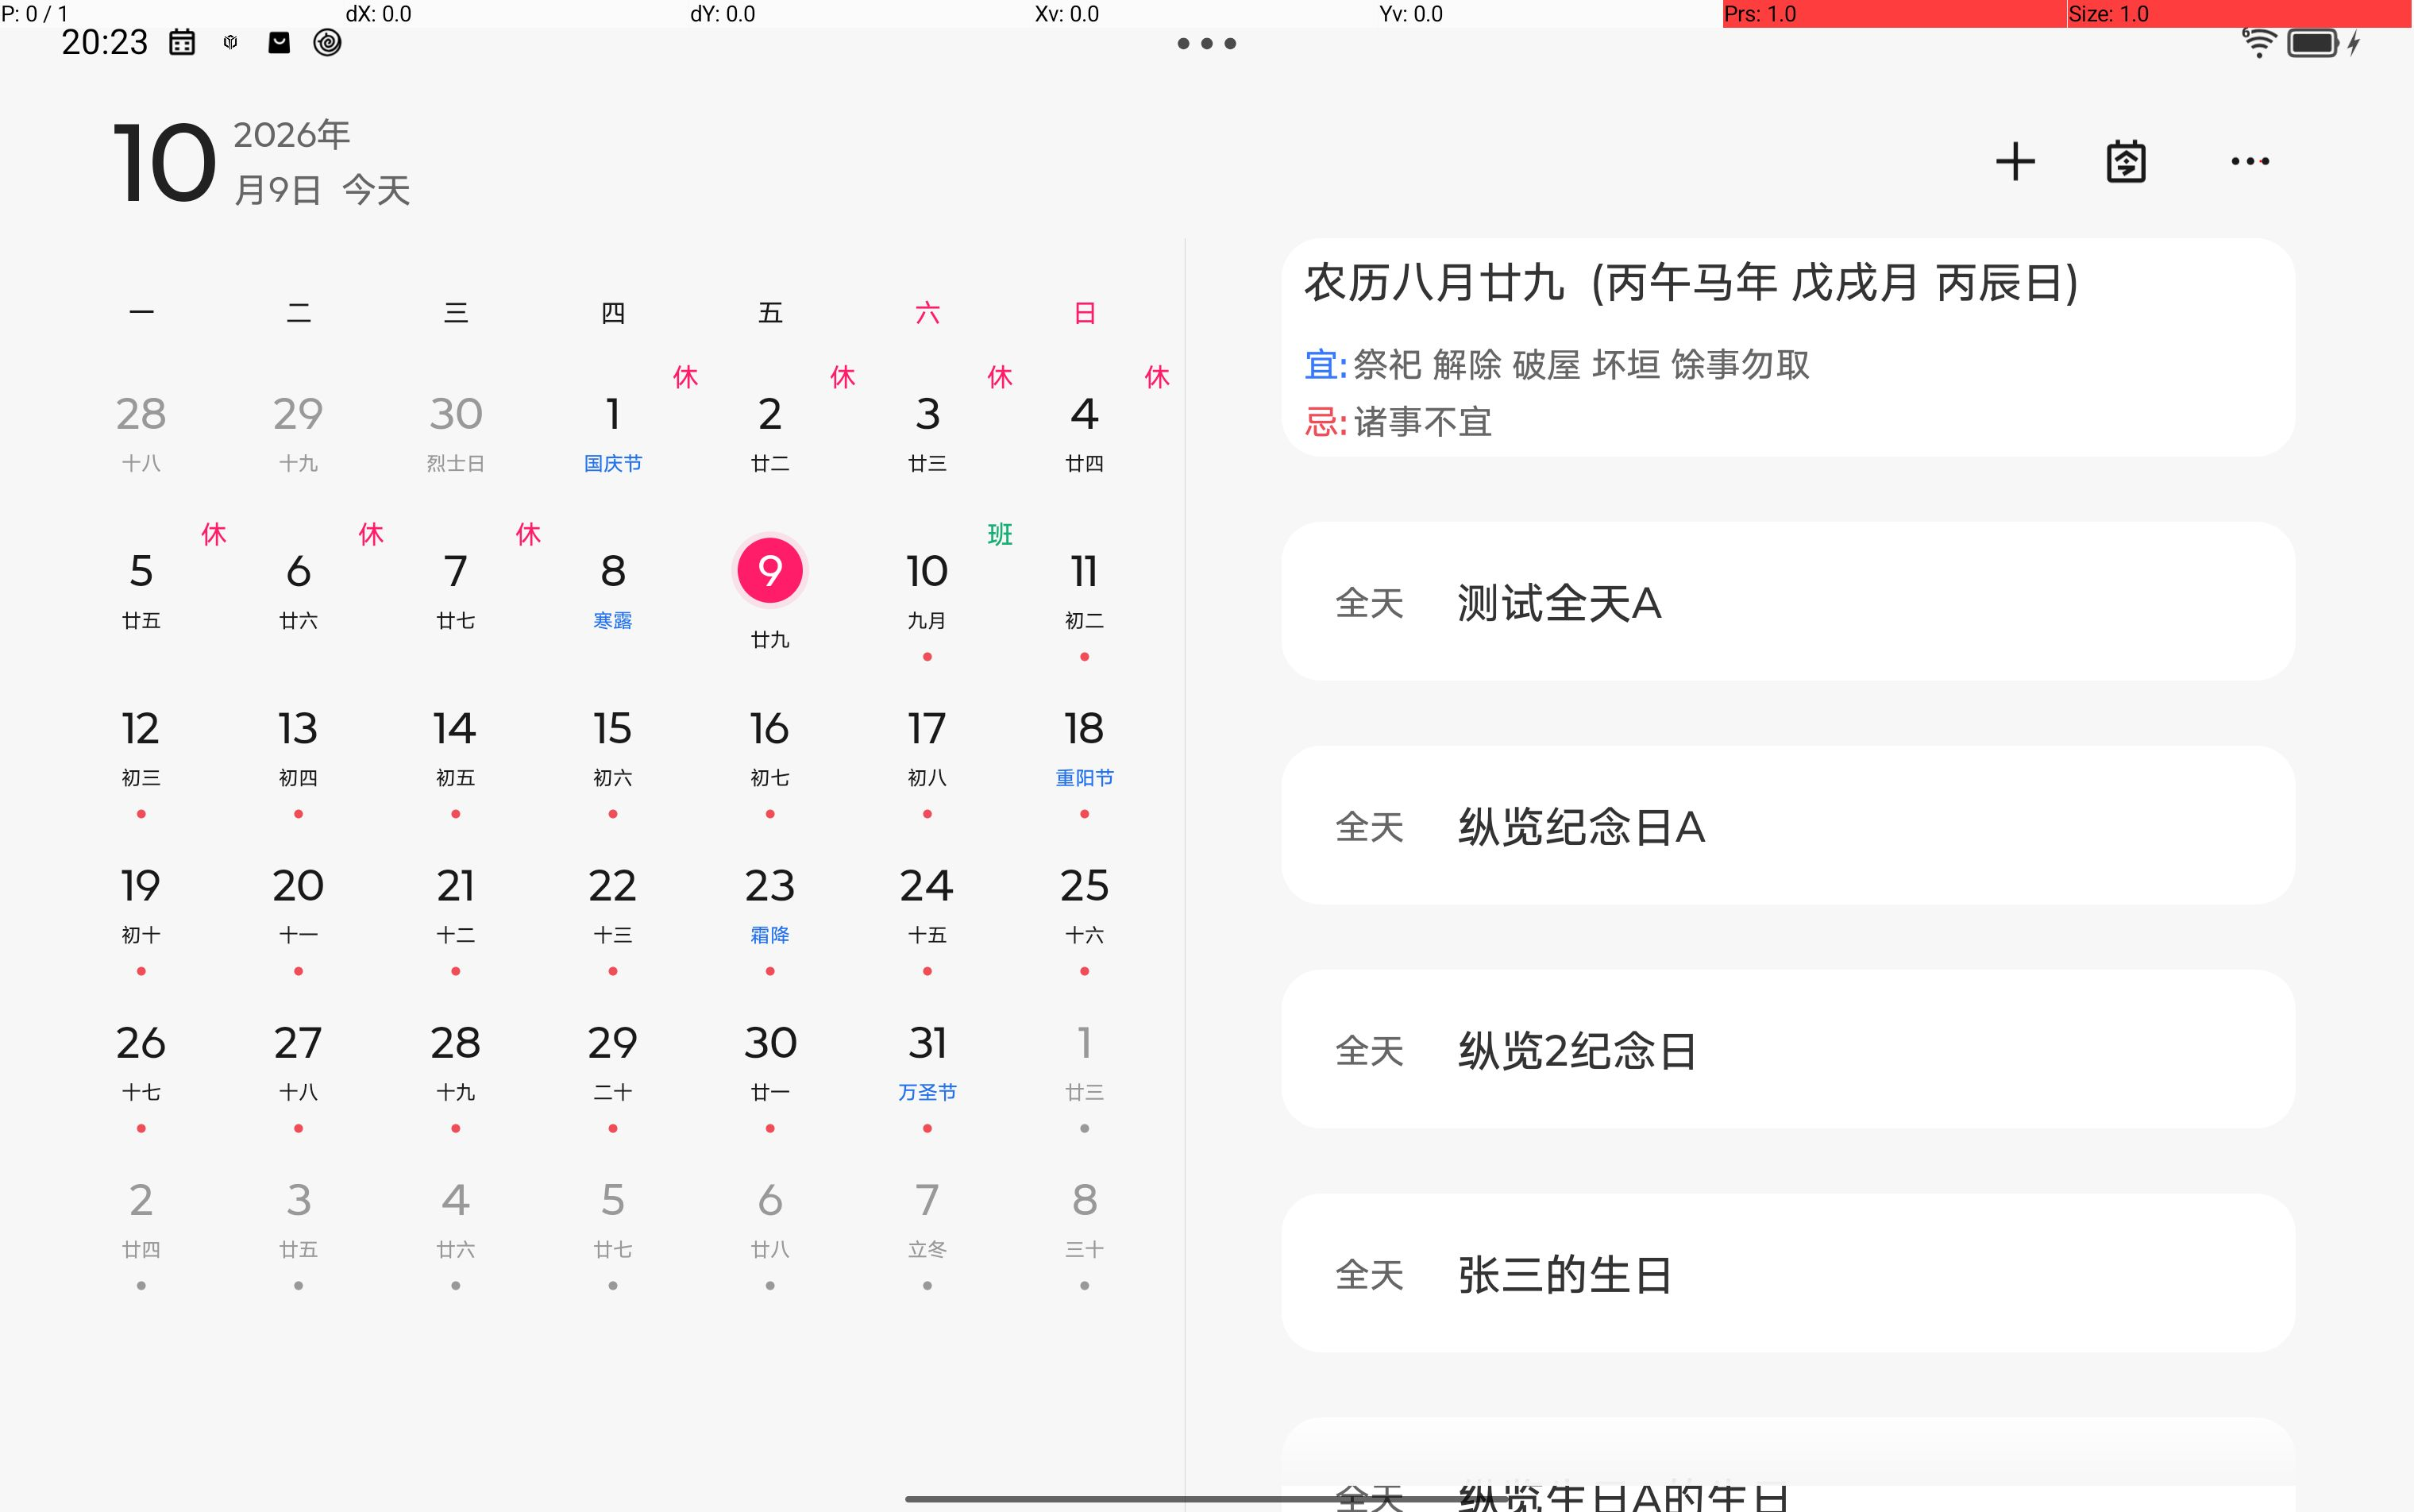 P: 0 / 1 dX: 0.0 dY: 0.0 Xv: 0.0 Yv: 0.0 Prs: 1.0 Size: 1.0
20:23
6
10
2026年
月9日 今天
今
一 二 三 四 五 六 日
休 休 休 休
28 29 30 1 2 3 4
十八 十九 烈士日 国庆节 廿二 廿三 廿四
休 休 休 班
5 6 7 8 9 10 11
廿五 廿六 廿七 寒露 廿九 九月 初二
12 13 14 15 16 17 18
初三 初四 初五 初六 初七 初八 重阳节
19 20 21 22 23 24 25
初十 十一 十二 十三 霜降 十五 十六
26 27 28 29 30 31 1
十七 十八 十九 二十 廿一 万圣节 廿三
2 3 4 5 6 7 8
廿四 廿五 廿六 廿七 廿八 立冬 三十
农历八月廿九 (丙午马年 戊戌月 丙辰日)
宜: 祭祀 解除 破屋 坏垣 馀事勿取
忌: 诸事不宜
全天 测试全天A
全天 纵览纪念日A
全天 纵览2纪念日
全天 张三的生日
全天 纵览生日A的生日